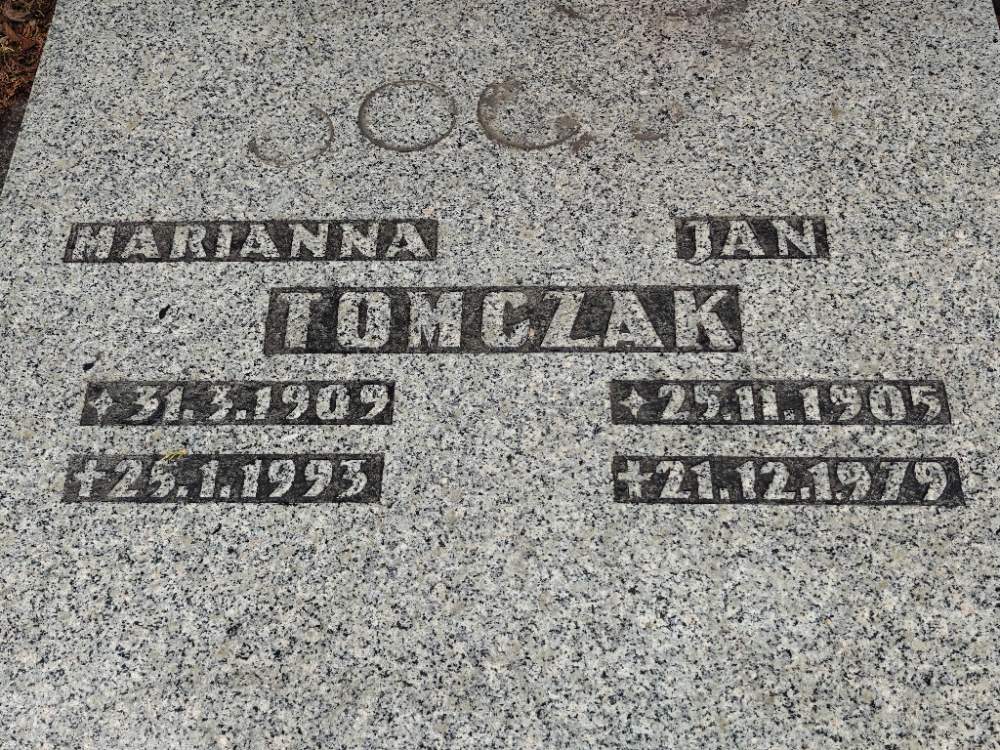 MARIANNA JAN
TOMCZAK
✦31.3.1909 ✦25.11.1905
✝25.1.1993 ✝21.12.1979